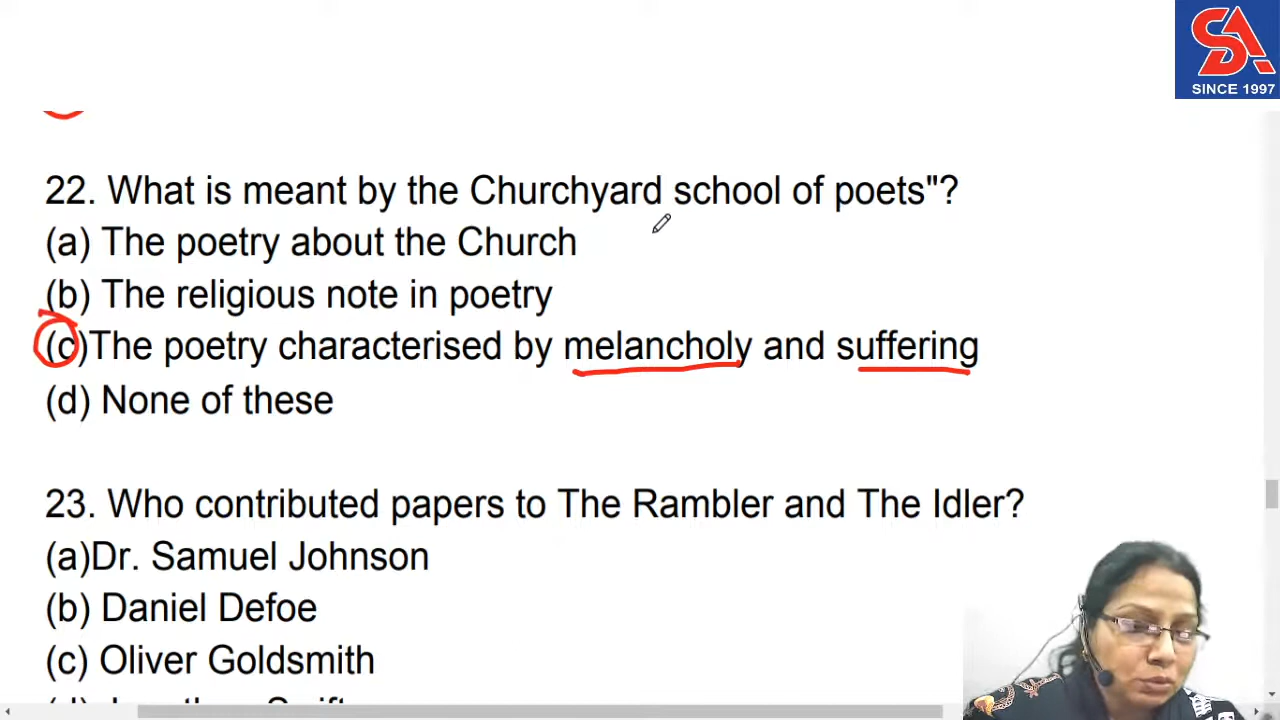 SA
SINCE 1997
22. What is meant by the Churchyard school of poets"?
(a) The poetry about the Church
(b) The religious note in poetry
(c)The poetry characterised by melancholy and suffering
(d) None of these
23. Who contributed papers to The Rambler and The Idler?
(a)Dr. Samuel Johnson
(b) Daniel Defoe
(c) Oliver Goldsmith